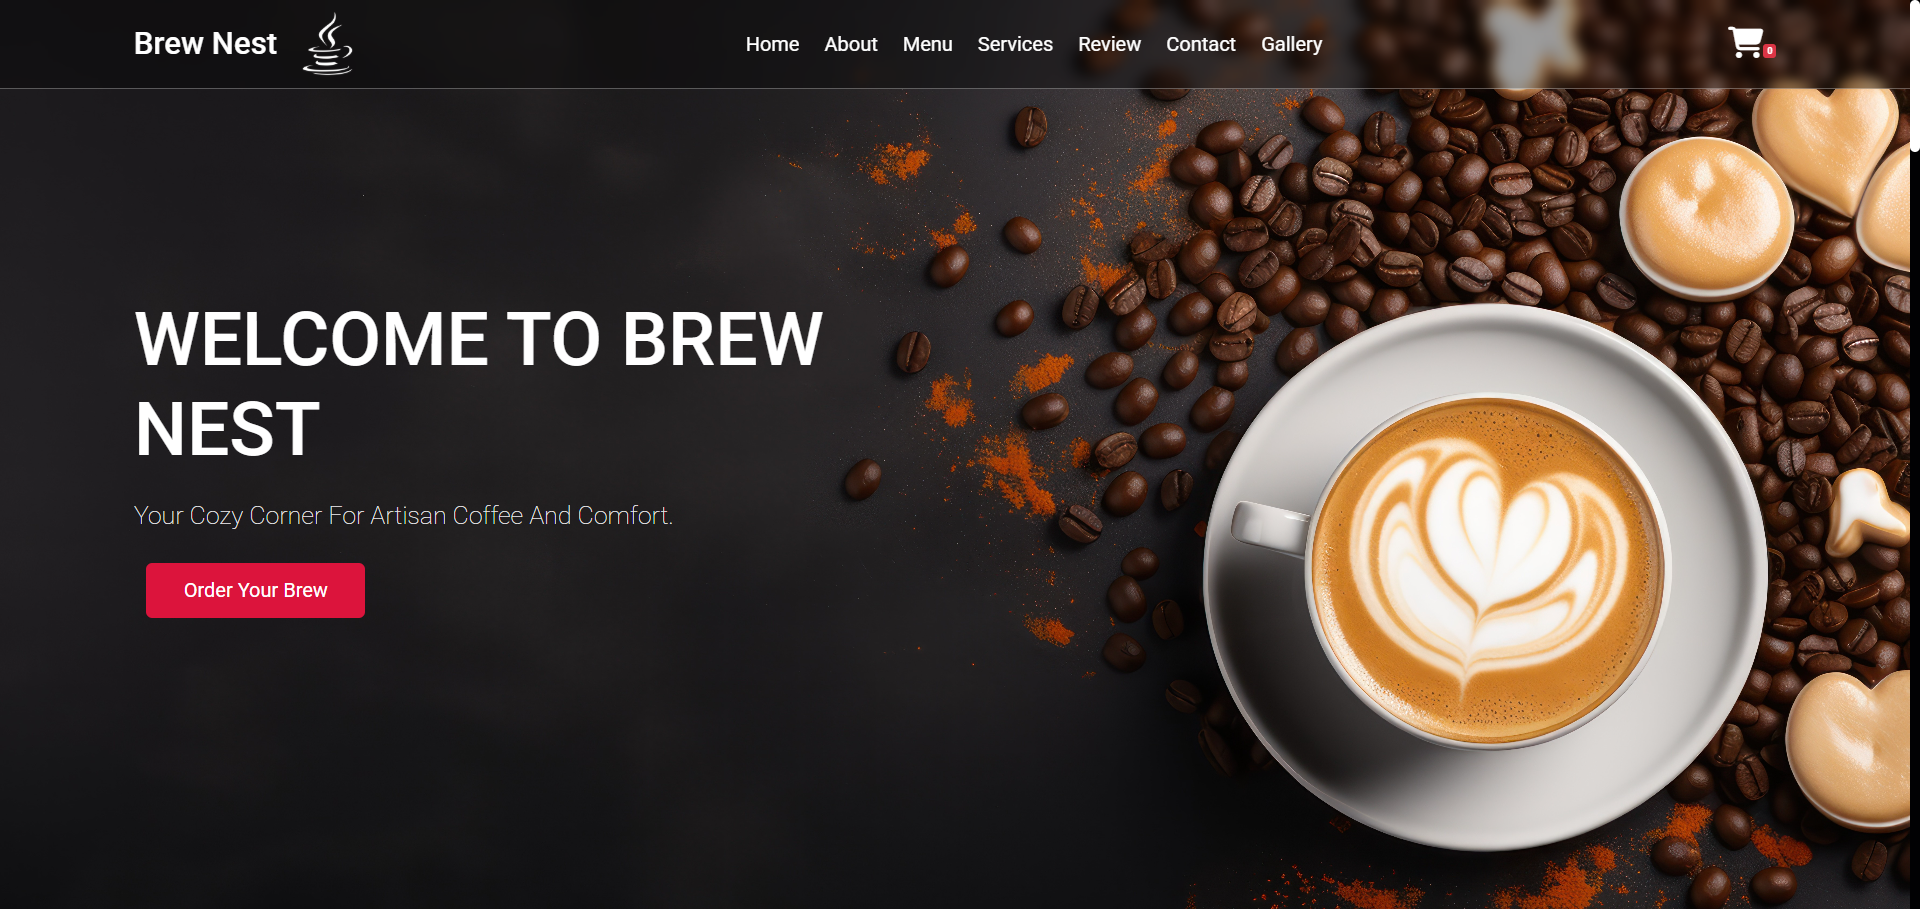 Brew Nest
Home About Menu Services Review Contact Gallery
0
WELCOME TO BREW
NEST
Your Cozy Corner For Artisan Coffee And Comfort.
Order Your Brew